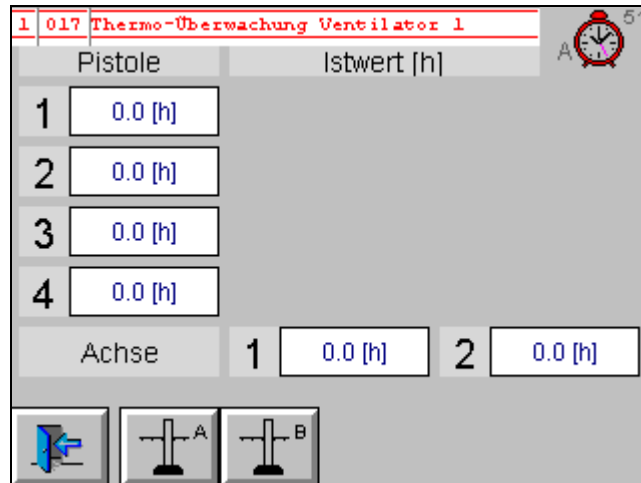 1 017 Thermo-Überwachung Ventilator 1
A 51
Pistole Istwert [h]
1 0.0 [h]
2 0.0 [h]
3 0.0 [h]
4 0.0 [h]
Achse 1 0.0 [h] 2 0.0 [h]
A B